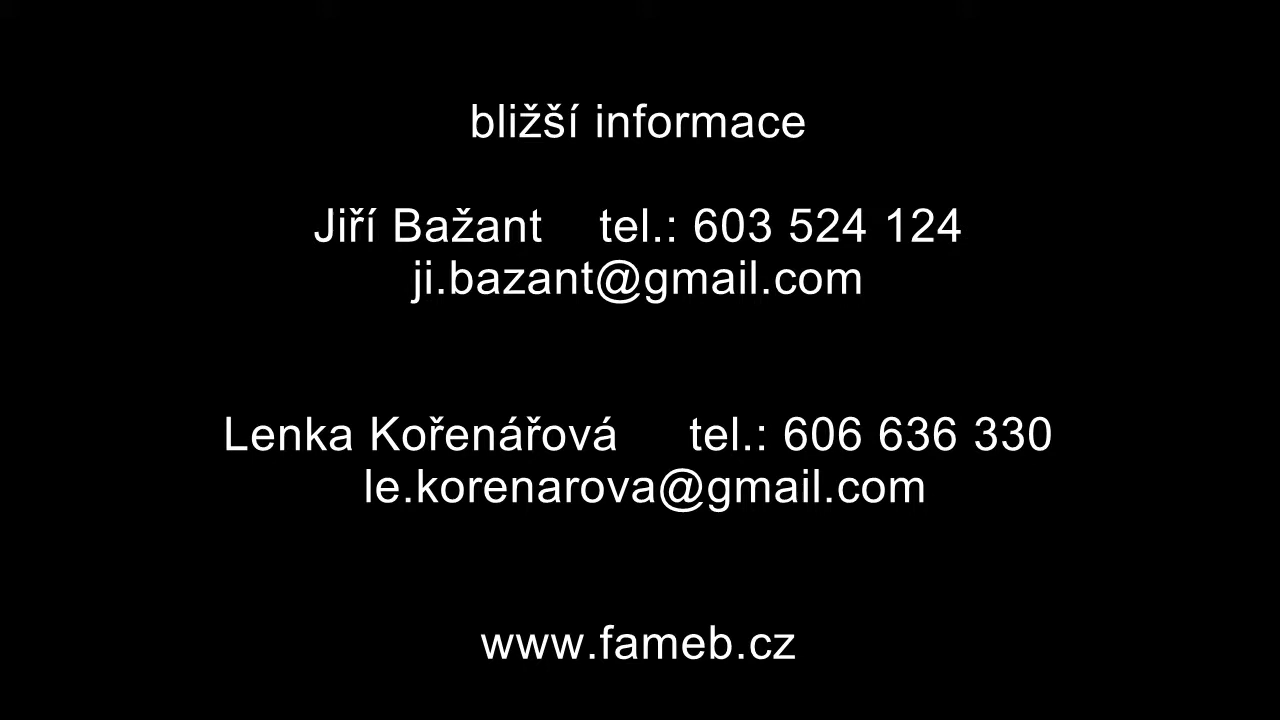 bližší informace
Jiří Bažant tel.: 603 524 124
ji.bazant@gmail.com
Lenka Kořenářová tel.: 606 636 330
le.korenarova@gmail.com
www.fameb.cz